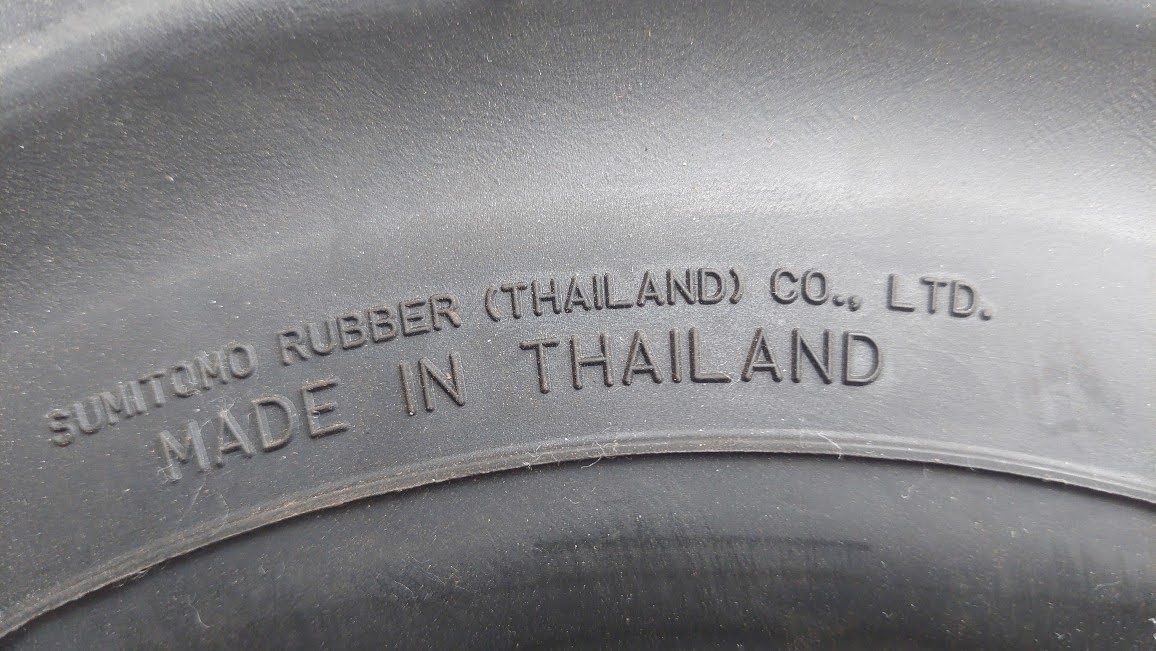 SUMITOMO RUBBER (THAILAND) CO., LTD.
MADE IN THAILAND